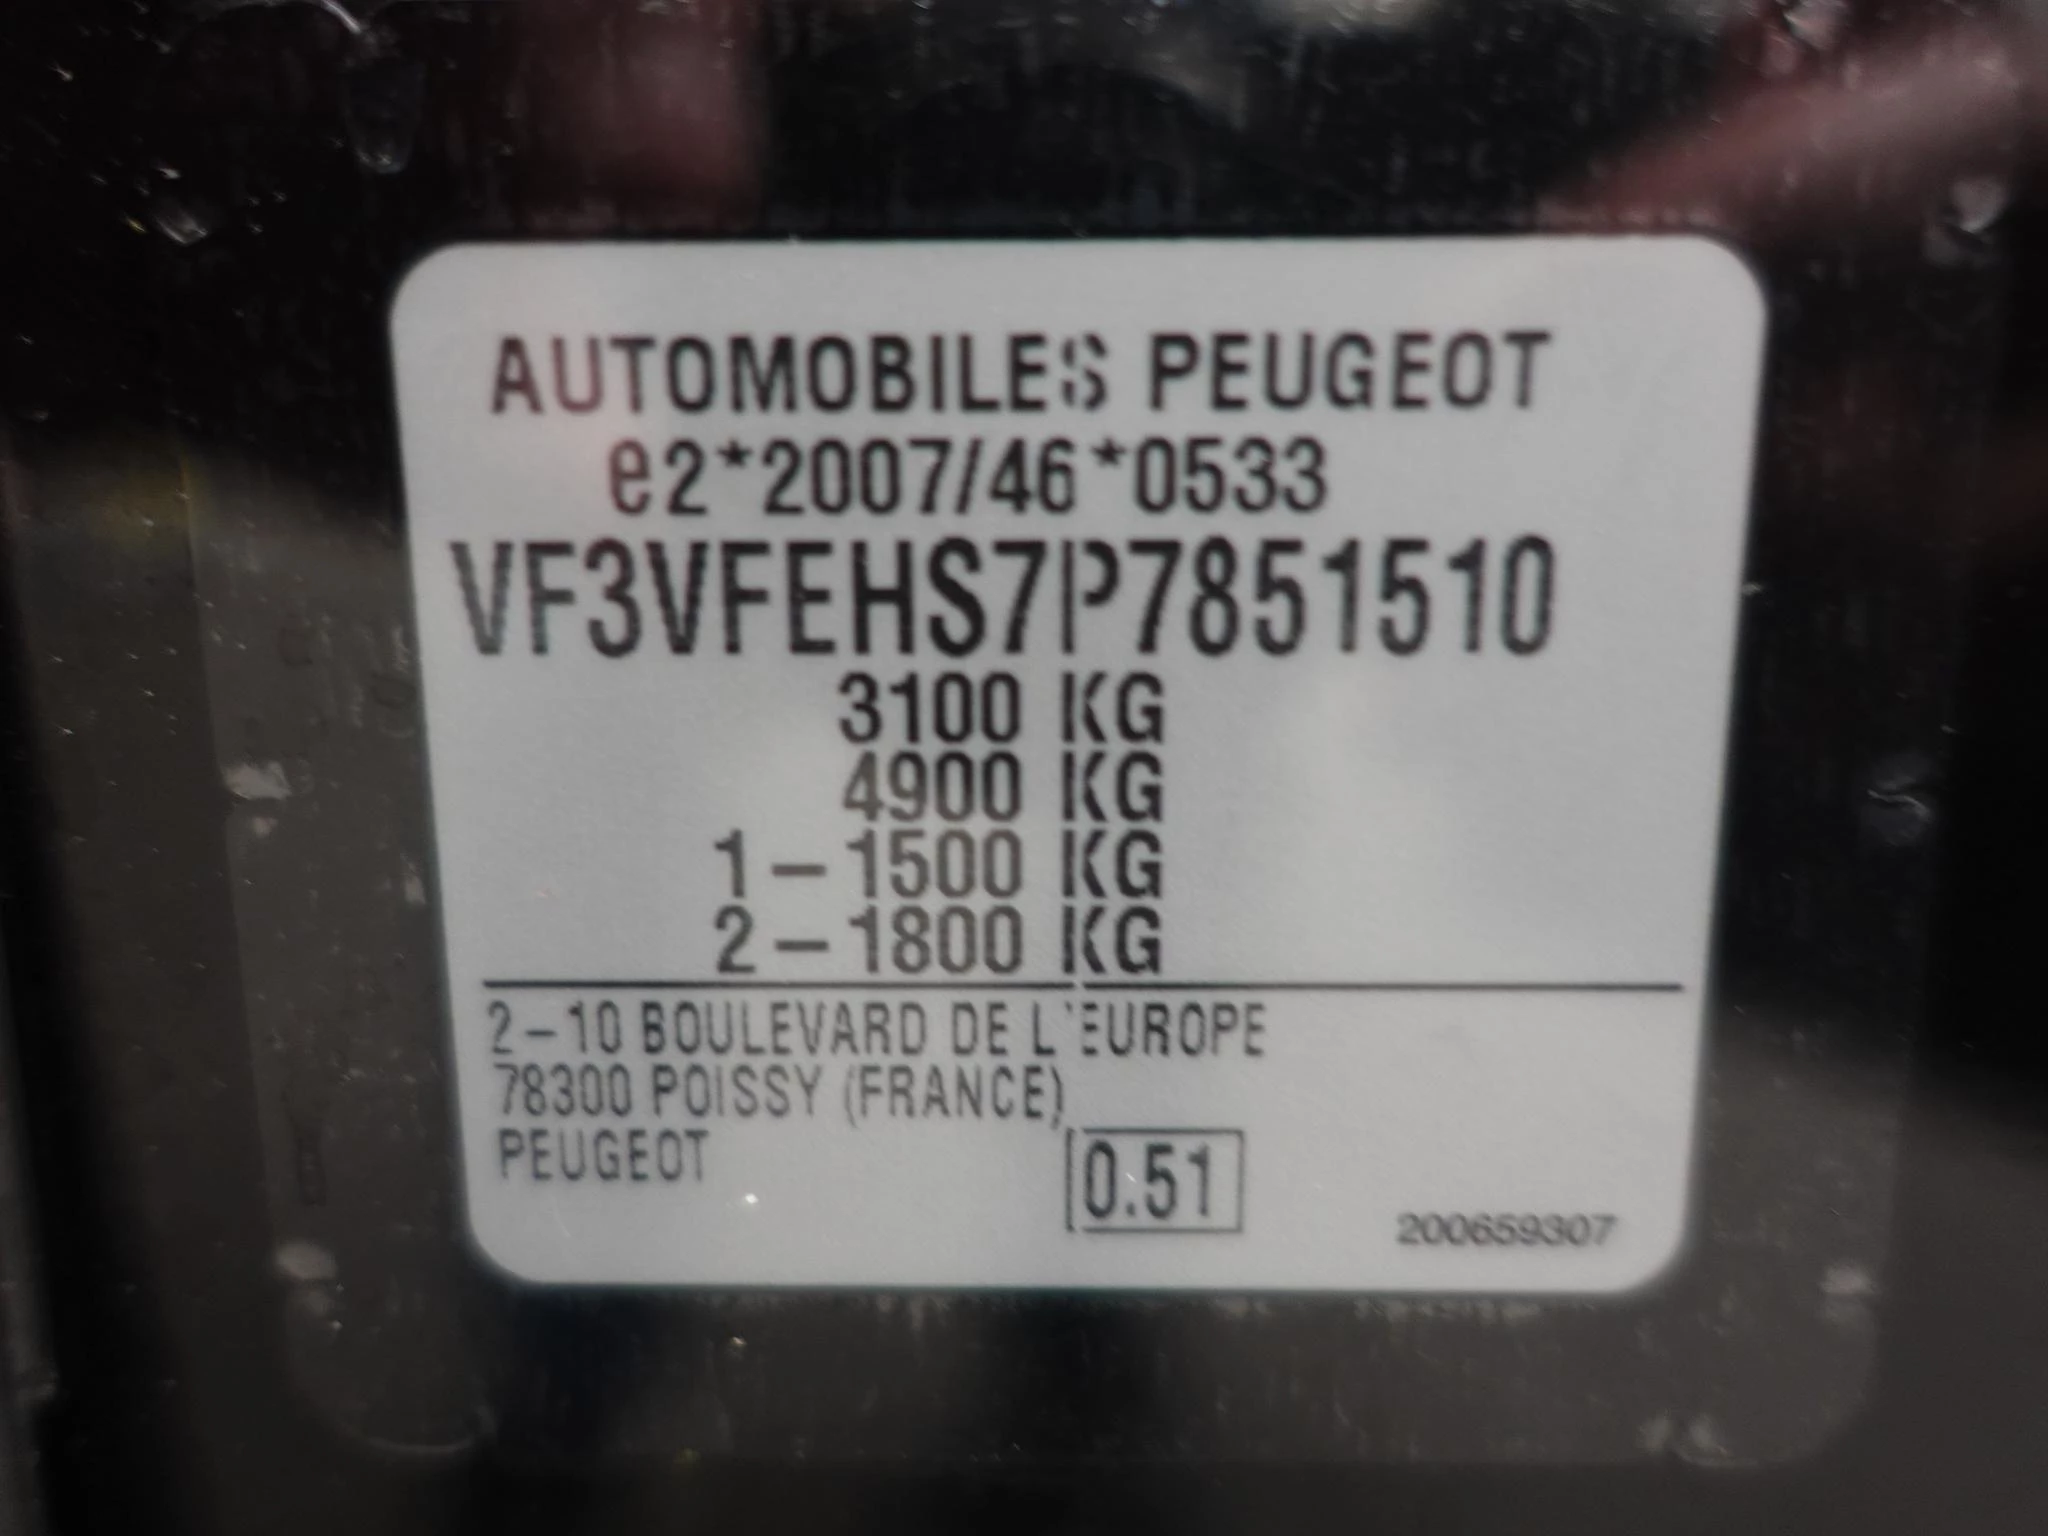 AUTOMOBILES PEUGEOT
e2*2007/46*0533
VF3VFEHS7P7851510
3100 KG
4900 KG
1-1500 KG
2-1800 KG
2-10 BOULEVARD DE L'EUROPE
78300 POISSY (FRANCE)
PEUGEOT
0.51
200659307